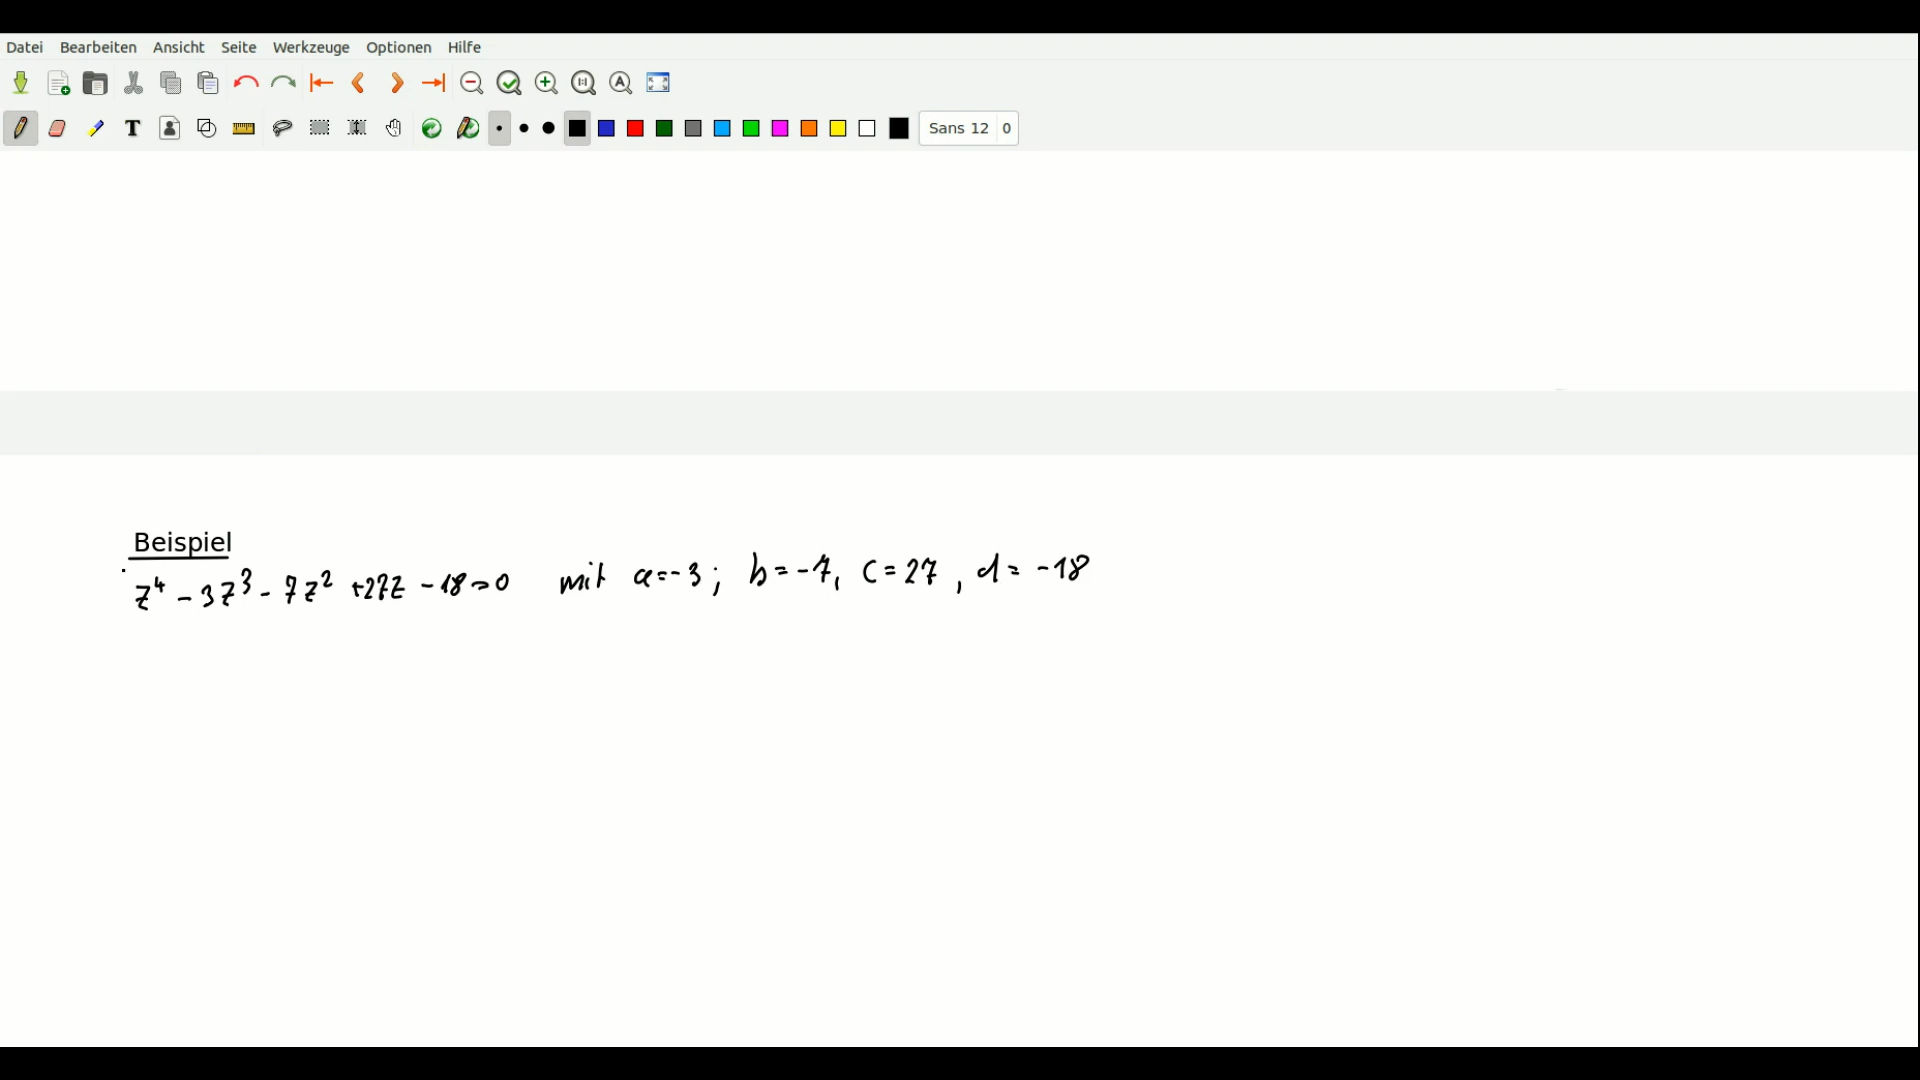 Datei Bearbeiten Ansicht Seite Werkzeuge Optionen Hilfe
T Sans 12 0
Beispiel
z⁴ - 3z³ - 7z² + 27z - 18 = 0 mit a = -3; b = -7, c = 27, d = -18